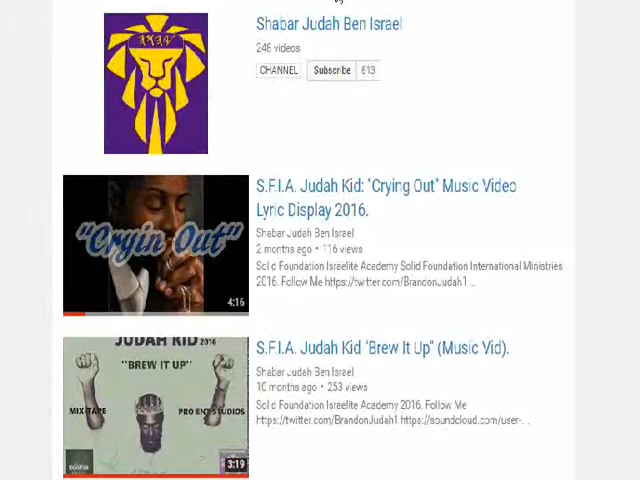 Shabar Judah Ben Israel
248 videos
CHANNEL Subscribe 613
S.F.I.A. Judah Kid: "Crying Out" Music Video
Lyric Display 2016.
Shabar Judah Ben Israel
2 months ago • 116 views
Solid Foundation Israelite Academy Solid Foundation International Ministries
2016. Follow Me https://twitter.com/BrandonJudah1 ...
"Cryin Out"
4:16
S.F.I.A. Judah Kid "Brew It Up" (Music Vid).
Shabar Judah Ben Israel
10 months ago • 253 views
Solid Foundation Israelite Academy 2016. Follow Me
https://twitter.com/BrandonJudah1 https://soundcloud.com/user-...
JUDAH KID 2016
"BREW IT UP"
MIX-TAPE PRO ENT STUDIOS
3:19